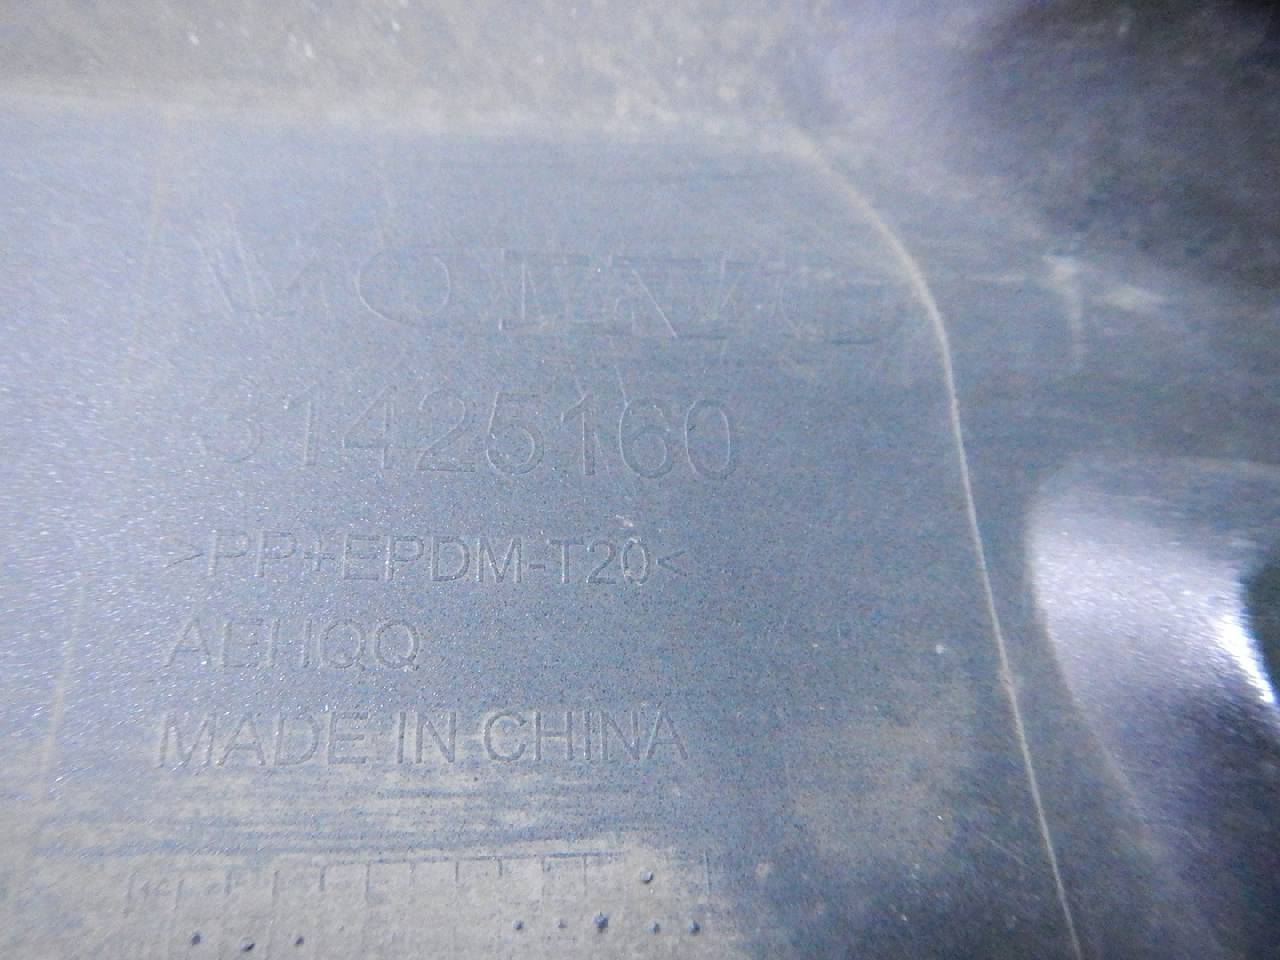 VOLVO
31425160
>PP+EPDM-T20<
AEHQQ
MADE IN CHINA